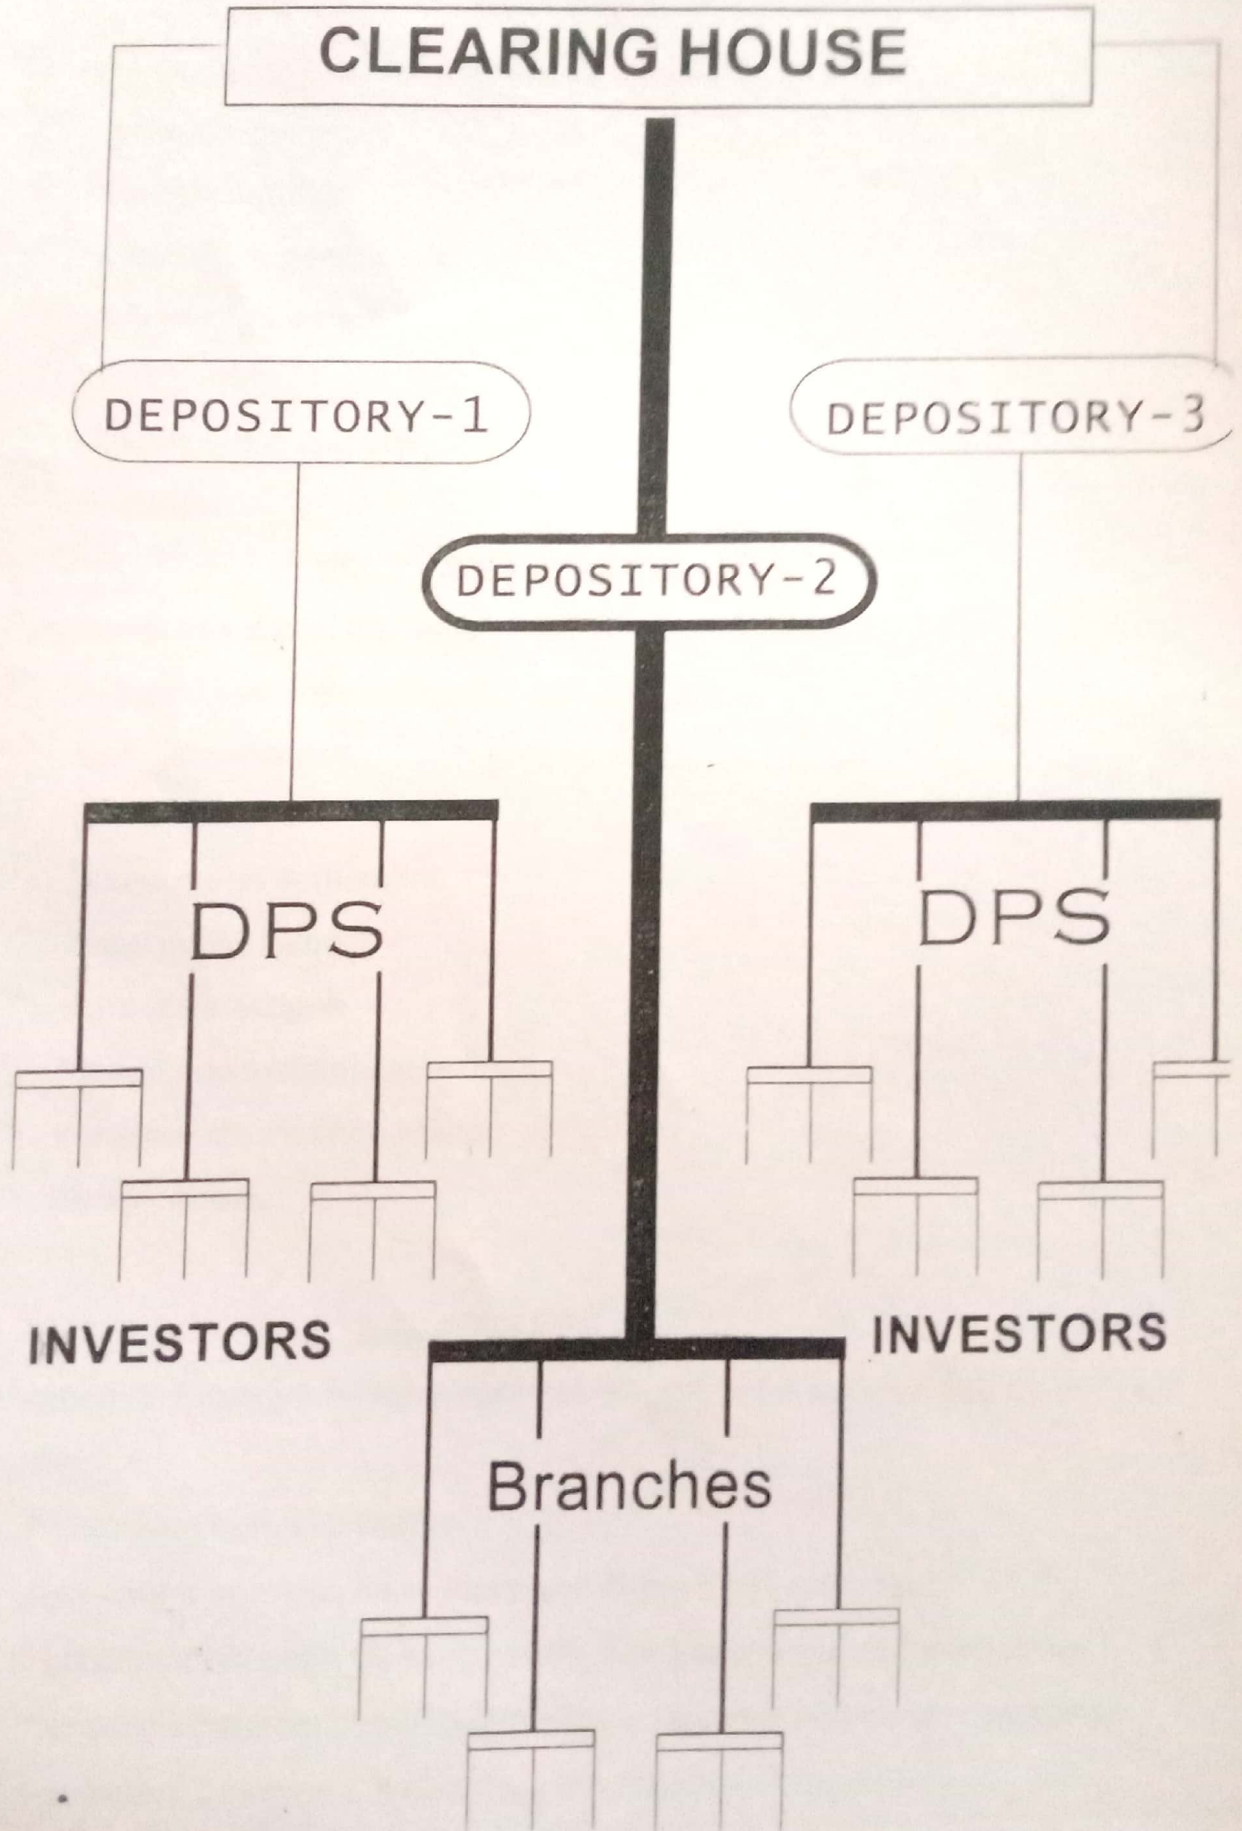 CLEARING HOUSE
DEPOSITORY-1
DEPOSITORY-3
DEPOSITORY-2
DPS
DPS
INVESTORS
INVESTORS
Branches